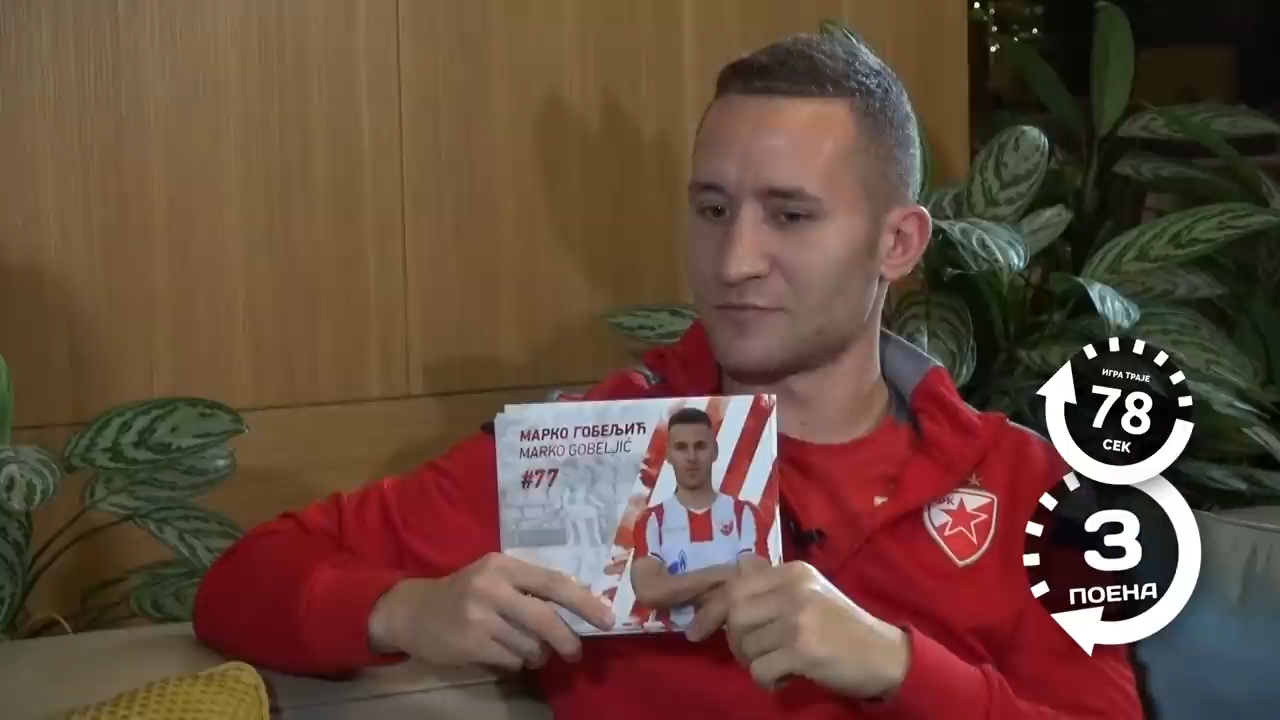 МАРКО ГОБЕЉИЋ
MARKO GOBELJIĆ
#77
ИГРА ТРАЈЕ
78
СЕК
3
ПОЕНА